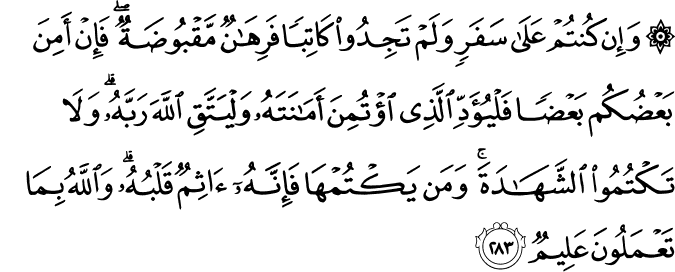 ۞ وَإِن كُنتُمۡ عَلَىٰ سَفَرٖ وَلَمۡ تَجِدُواْ كَاتِبٗا فَرِهَٰنٞ مَّقۡبُوضَةٞۖ فَإِنۡ أَمِنَ
بَعۡضُكُم بَعۡضٗا فَلۡيُؤَدِّ ٱلَّذِي ٱؤۡتُمِنَ أَمَٰنَتَهُۥ وَلۡيَتَّقِ ٱللَّهَ رَبَّهُۥۗ وَلَا
تَكۡتُمُواْ ٱلشَّهَٰدَةَۚ وَمَن يَكۡتُمۡهَا فَإِنَّهُۥٓ ءَاثِمٞ قَلۡبُهُۥۗ وَٱللَّهُ بِمَا
تَعۡمَلُونَ عَلِيمٞ ٢٨٣